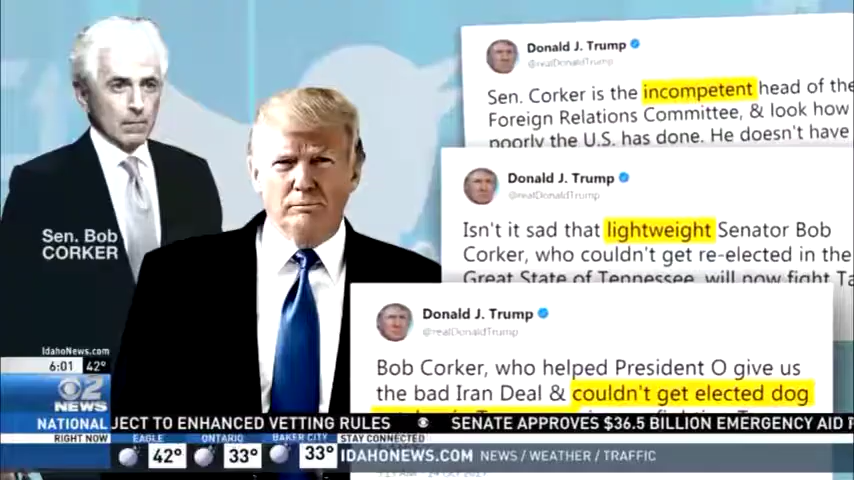 Donald J. Trump
@realDonaldTrump
Sen. Corker is the incompetent head of the
Foreign Relations Committee, & look how
poorly the U.S. has done. He doesn't have
Donald J. Trump
@realDonaldTrump
Isn't it sad that lightweight Senator Bob
Corker, who couldn't get re-elected in the
Great State of Tennessee, will now fight Ta
Sen. Bob
CORKER
Donald J. Trump
@realDonaldTrump
Bob Corker, who helped President O give us
the bad Iran Deal & couldn't get elected dog
IdahoNews.com
6:01 42°
2
NEWS
NATIONAL JECT TO ENHANCED VETTING RULES SENATE APPROVES $36.5 BILLION EMERGENCY AID
RIGHT NOW EAGLE 42° ONTARIO 33° BAKER CITY 33° STAY CONNECTED
IDAHONEWS.COM NEWS / WEATHER / TRAFFIC